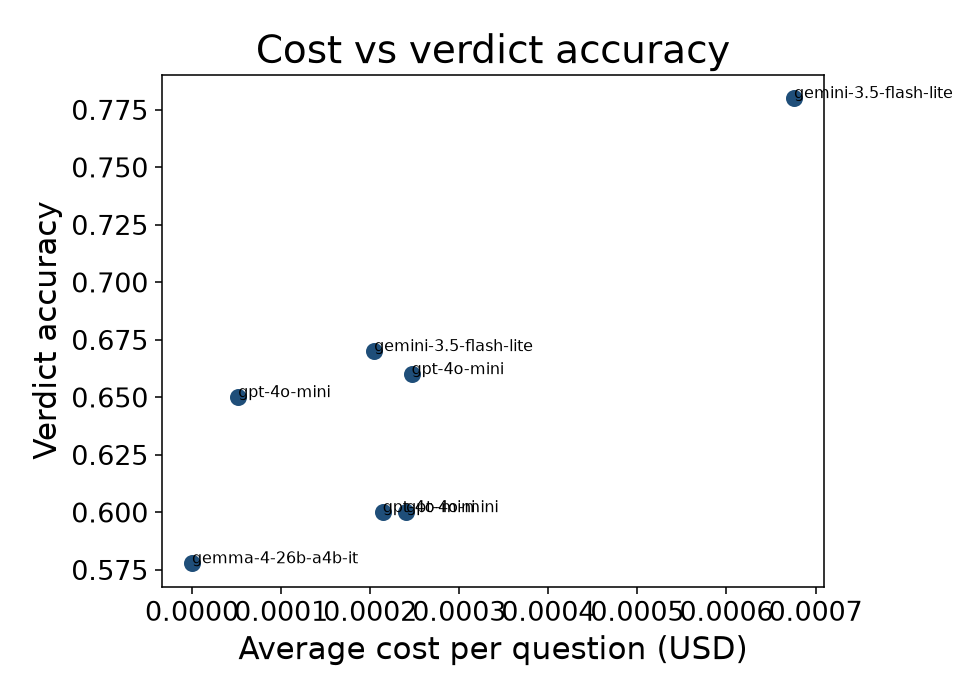 Cost vs verdict accuracy
gemini-3.5-flash-lite
0.775
0.750
0.725
0.700
0.675
0.650
0.625
0.600
0.575
Verdict accuracy
gemini-3.5-flash-lite
gpt-4o-mini
gpt-4o-mini
gpt-4o-mini
gpt-4o-mini
gemma-4-26b-a4b-it
0.0000 0.0001 0.0002 0.0003 0.0004 0.0005 0.0006 0.0007
Average cost per question (USD)